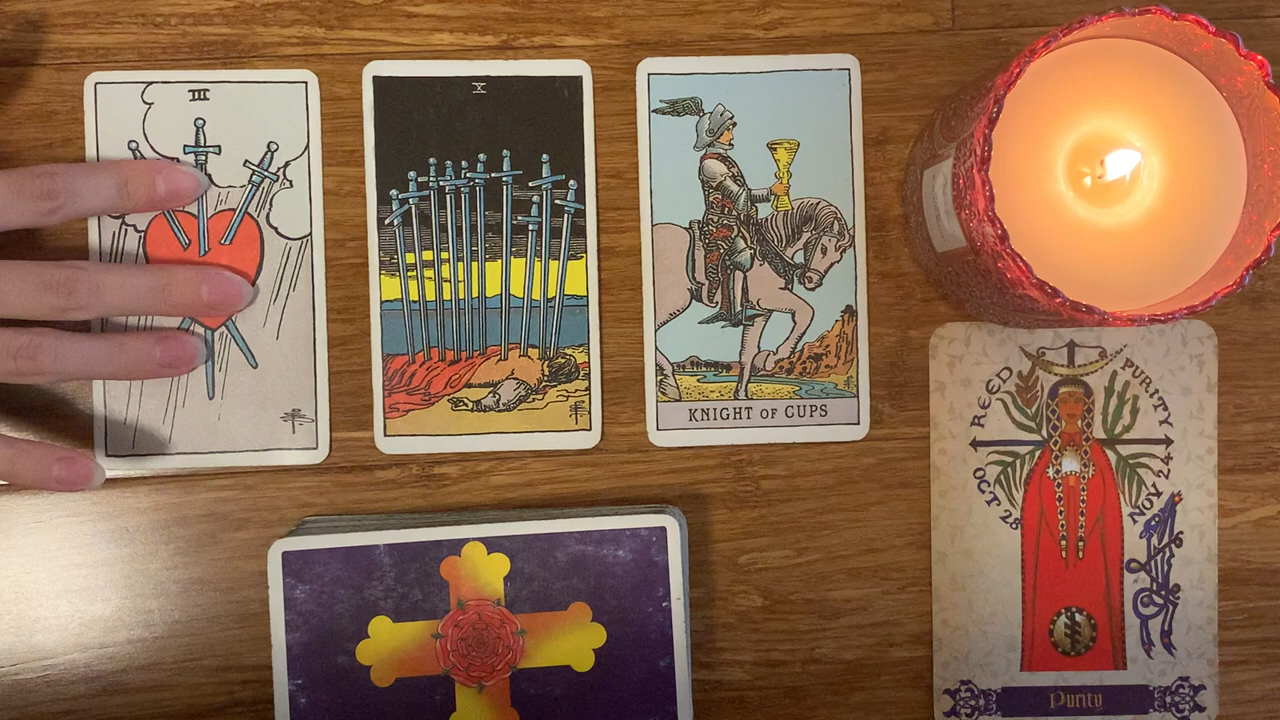 III
X
KNIGHT OF CUPS
REED
PURITY
OCT 28
NOV 24
Purity